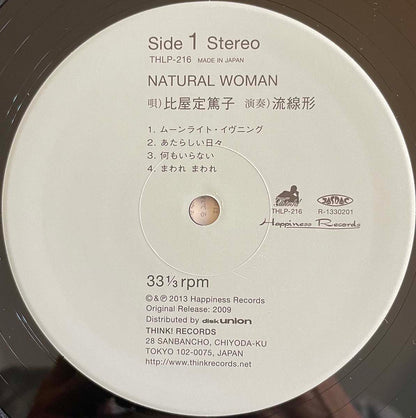 Side 1 Stereo
THLP-216 MADE IN JAPAN
NATURAL WOMAN
唄)比屋定篤子 演奏)流線形
1. ムーンライト・イヴニング
2. あたらしい日々
3. 何もいらない
4. まわれ まわれ
JASRAC
THLP-216 R-1330201
Happiness Records
33 1/3 rpm
©&℗ 2013 Happiness Records
Original Release: 2009
Distributed by diskunion
THINK! RECORDS
28 SANBANCHO, CHIYODA-KU
TOKYO 102-0075, JAPAN
http://www.thinkrecords.net